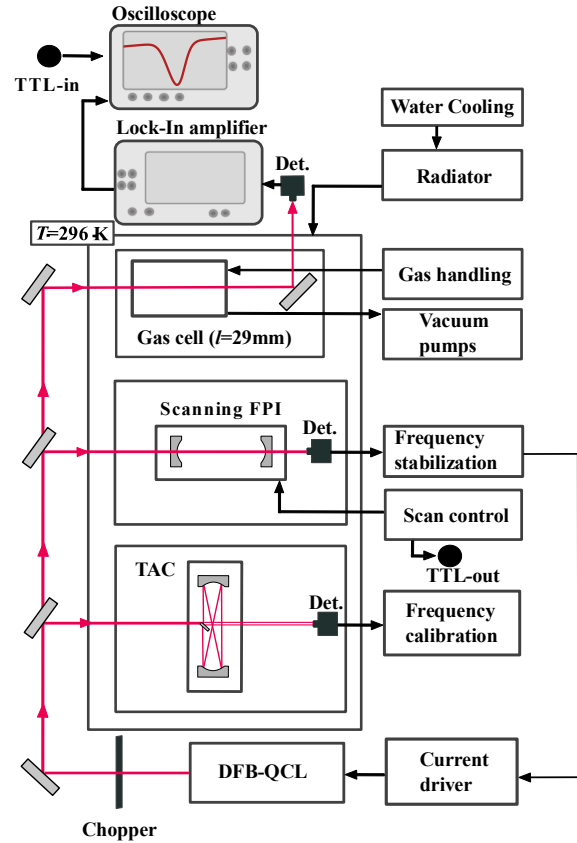 Oscilloscope
TTL-in
Lock-In amplifier
Det.
Water Cooling
Radiator
T=296 K
Gas handling
Gas cell (l=29mm)
Vacuum
pumps
Scanning FPI
Det.
Frequency
stabilization
Scan control
TTL-out
TAC
Det.
Frequency
calibration
DFB-QCL
Current
driver
Chopper